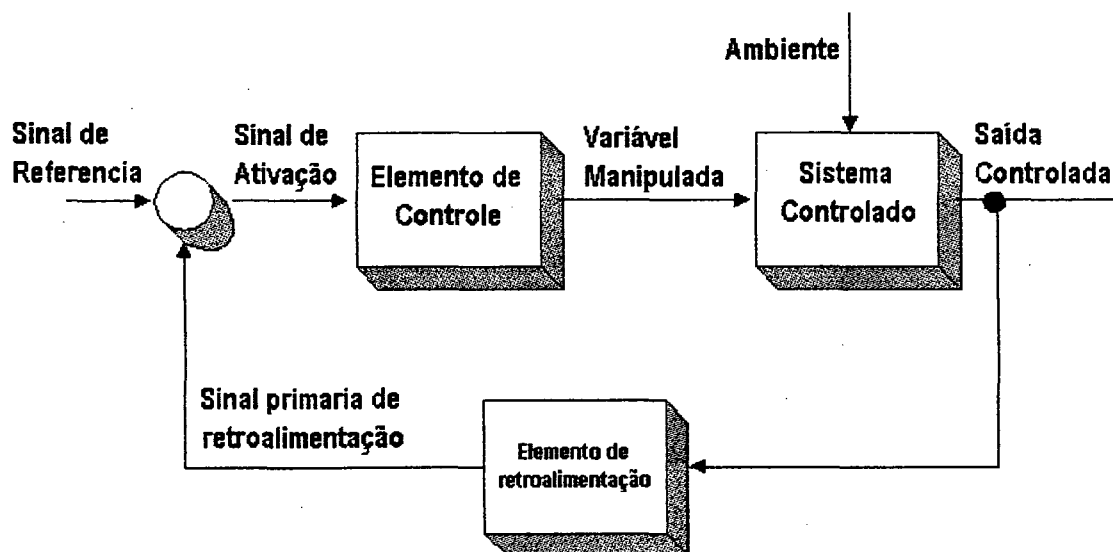 Ambiente
Sinal de
Referencia
Sinal de
Ativação
Elemento de
Controle
Variável
Manipulada
Sistema
Controlado
Saída
Controlada
Sinal primaria de
retroalimentação
Elemento de
retroalimentação